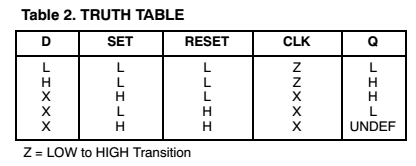 Table 2. TRUTH TABLE
D SET RESET CLK Q
L L L Z L
H L L Z H
X H L X H
X L H X L
X H H X UNDEF
Z = LOW to HIGH Transition